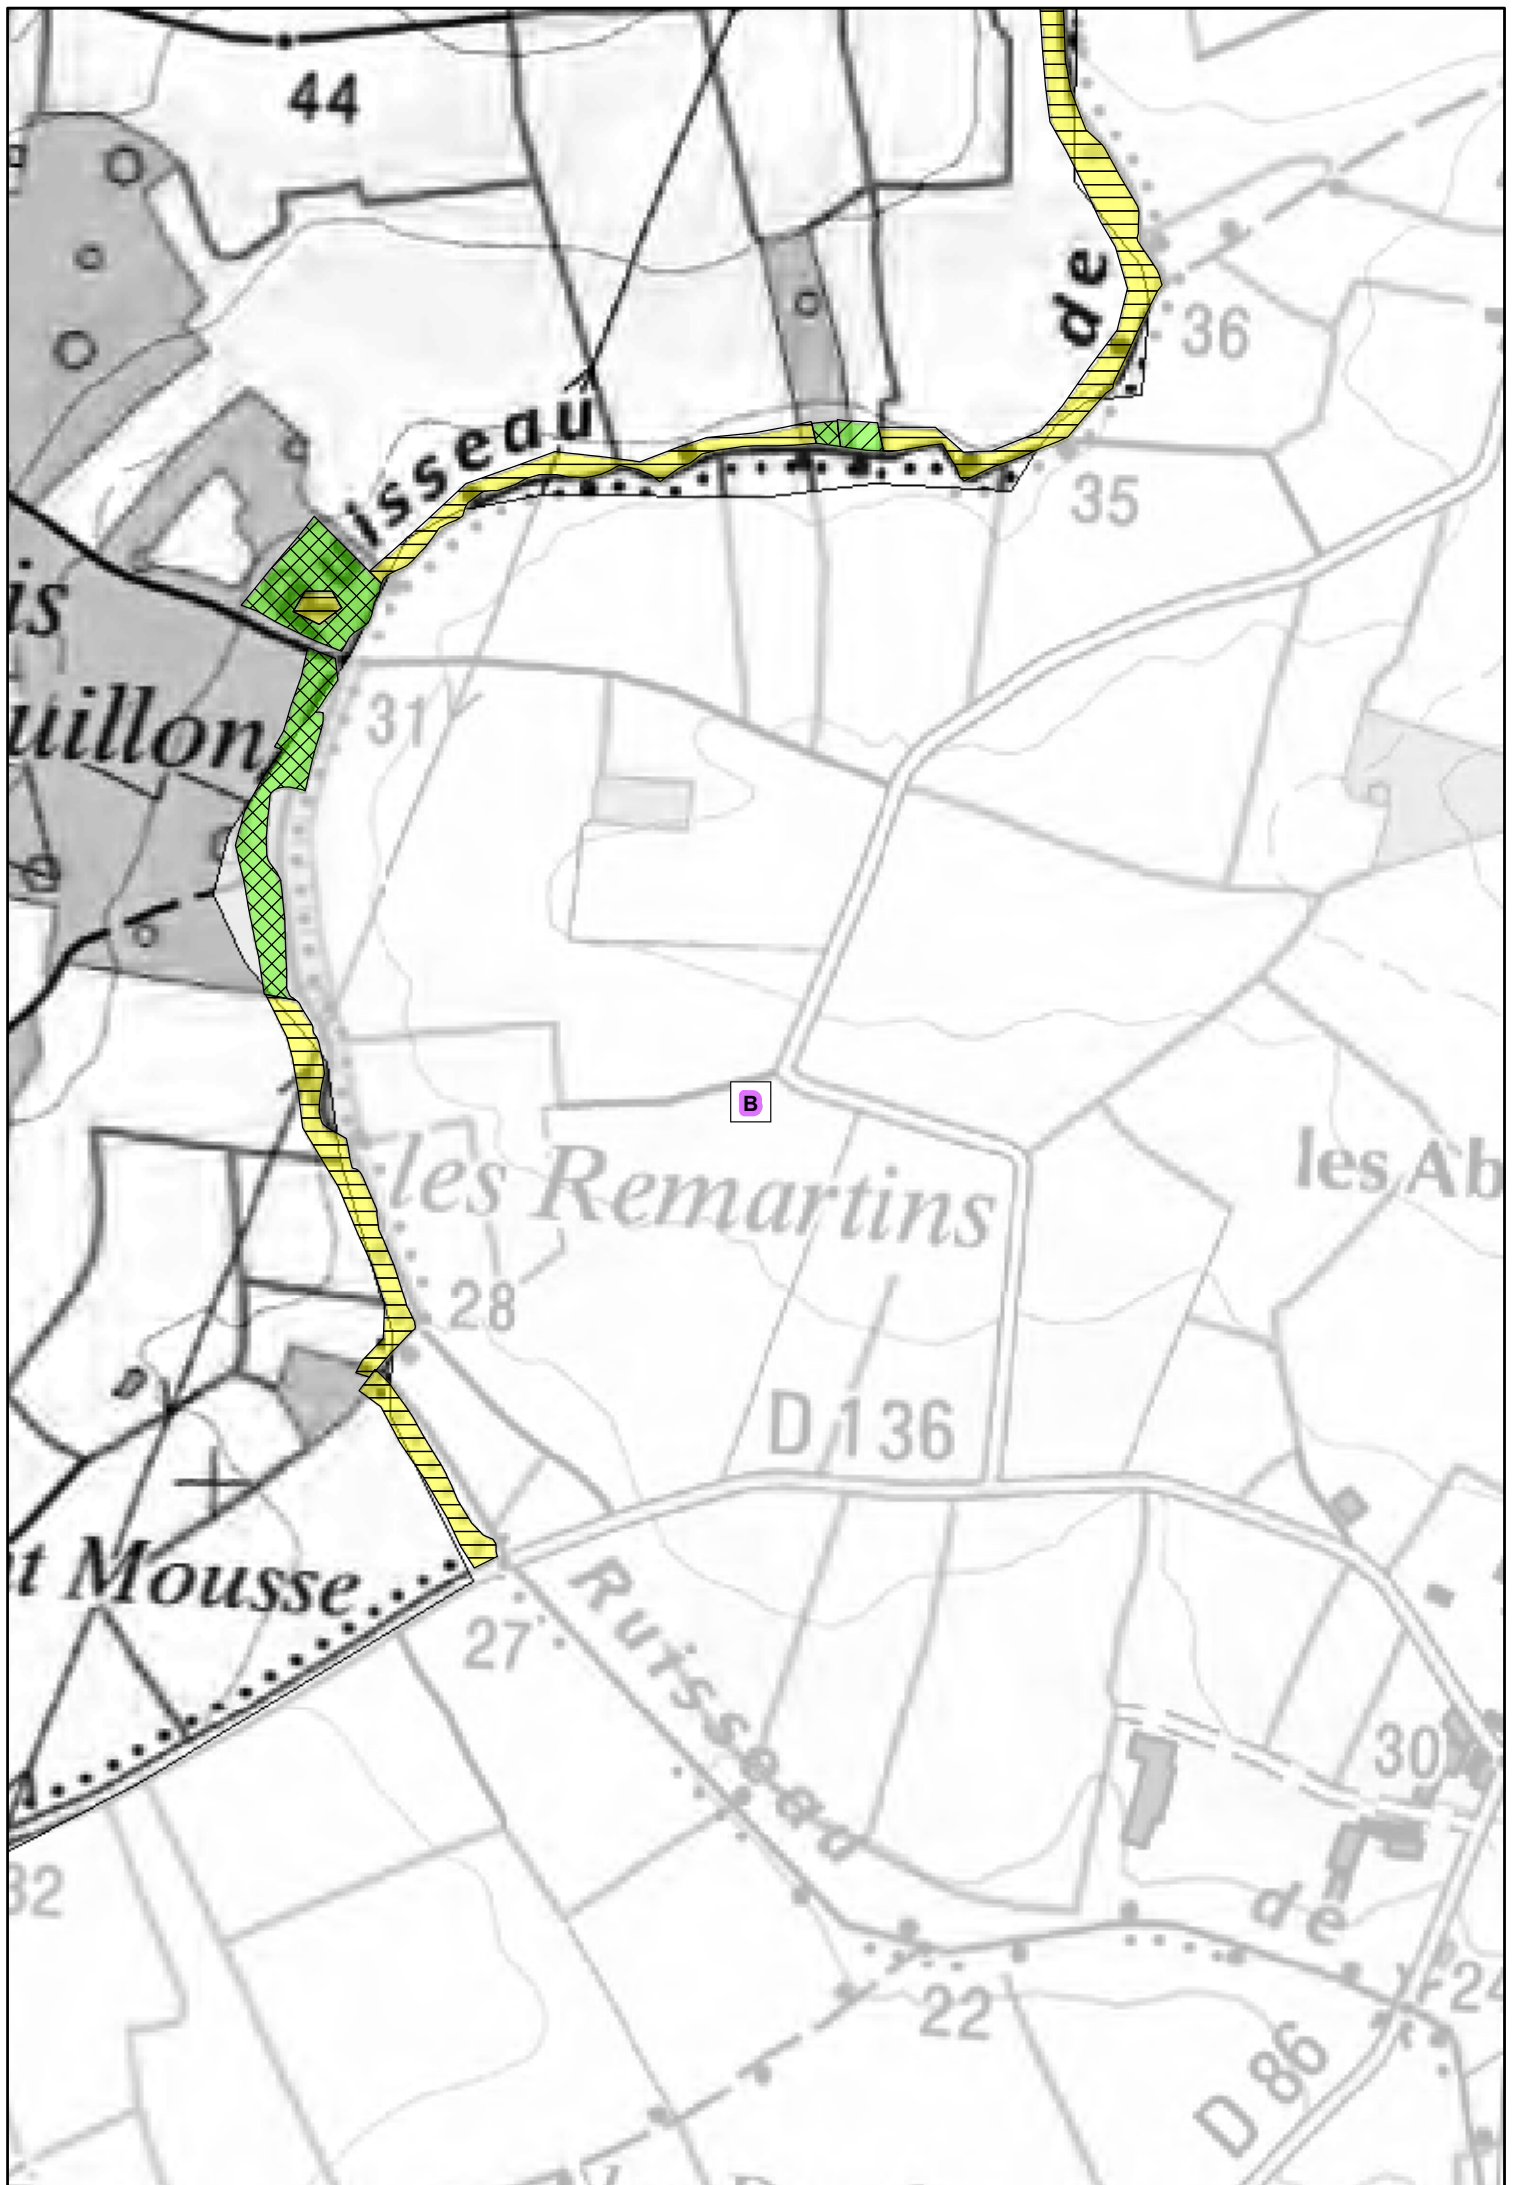 44
de
36
isseau
35
is
31
uillon
B
les Remartins
les Ab
28
D 136
t Mousse
27
Ruisseau
30
32
de
22
24
D 86